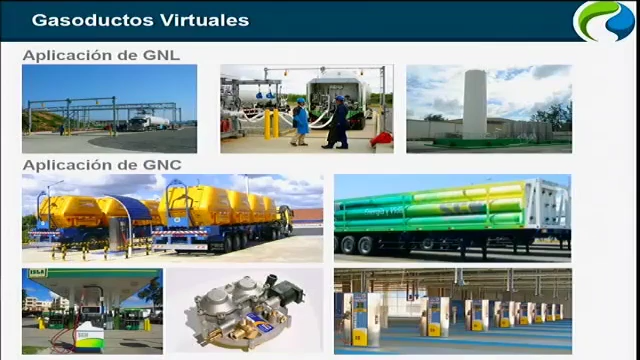 Gasoductos Virtuales
Aplicación de GNL
Aplicación de GNC